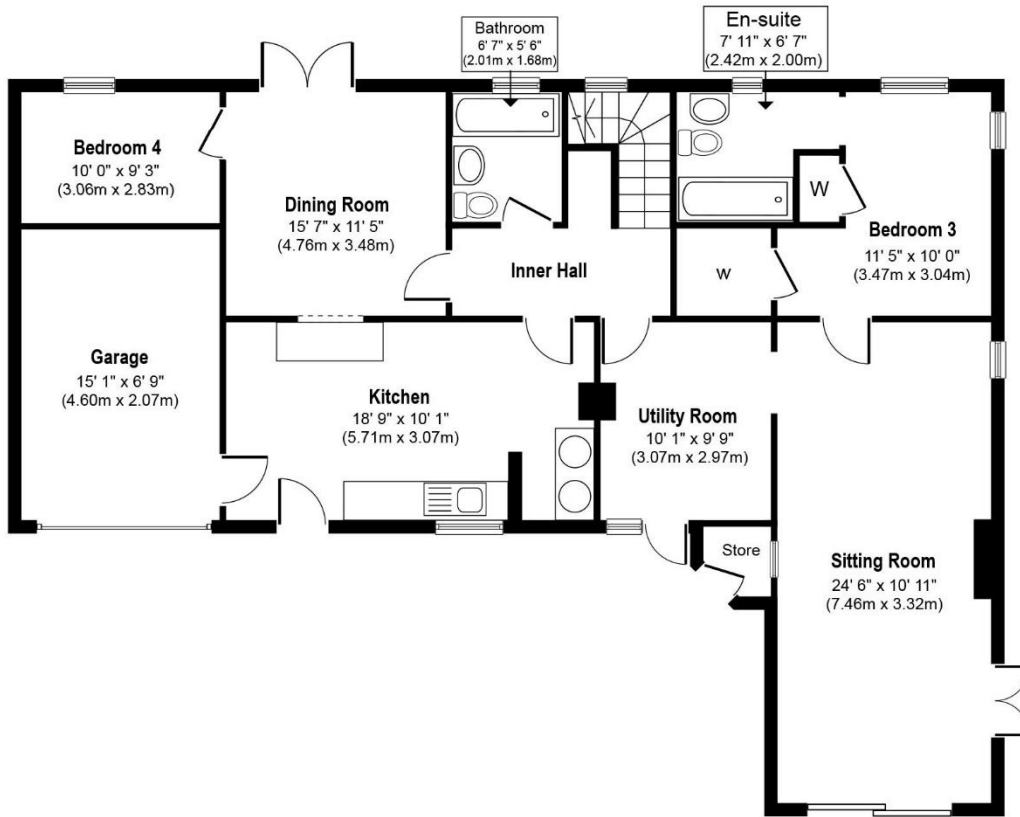 Bathroom
6' 7" x 5' 6"
(2.01m x 1.68m)
En-suite
7' 11" x 6' 7"
(2.42m x 2.00m)
Bedroom 4
10' 0" x 9' 3"
(3.06m x 2.83m)
Dining Room
15' 7" x 11' 5"
(4.76m x 3.48m)
Inner Hall
W
w
Bedroom 3
11' 5" x 10' 0"
(3.47m x 3.04m)
Garage
15' 1" x 6' 9"
(4.60m x 2.07m)
Kitchen
18' 9" x 10' 1"
(5.71m x 3.07m)
Utility Room
10' 1" x 9' 9"
(3.07m x 2.97m)
Store
Sitting Room
24' 6" x 10' 11"
(7.46m x 3.32m)